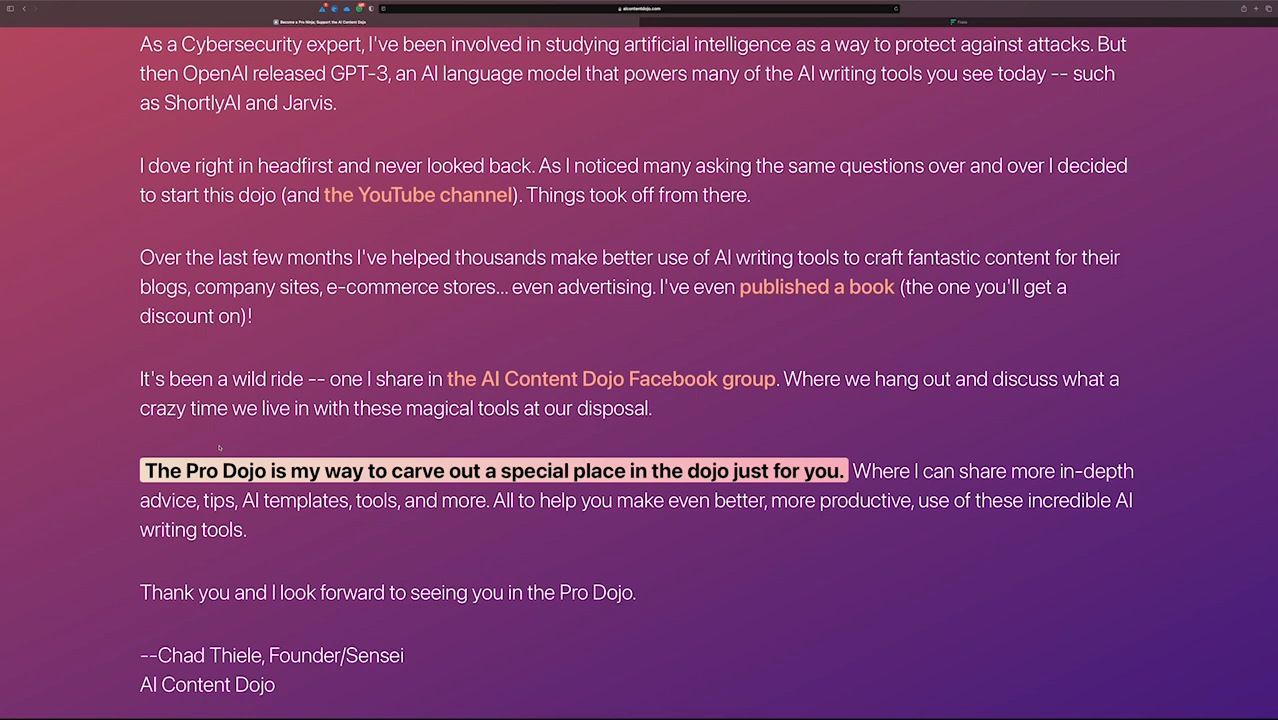 aicontentdojo.com
Become a Pro Ninja; Support the AI Content Dojo
Frase
As a Cybersecurity expert, I've been involved in studying artificial intelligence as a way to protect against attacks. But
then OpenAI released GPT-3, an AI language model that powers many of the AI writing tools you see today -- such
as ShortlyAI and Jarvis.
I dove right in headfirst and never looked back. As I noticed many asking the same questions over and over I decided
to start this dojo (and the YouTube channel). Things took off from there.
Over the last few months I've helped thousands make better use of AI writing tools to craft fantastic content for their
blogs, company sites, e-commerce stores... even advertising. I've even published a book (the one you'll get a
discount on)!
It's been a wild ride -- one I share in the AI Content Dojo Facebook group. Where we hang out and discuss what a
crazy time we live in with these magical tools at our disposal.
The Pro Dojo is my way to carve out a special place in the dojo just for you. Where I can share more in-depth
advice, tips, AI templates, tools, and more. All to help you make even better, more productive, use of these incredible AI
writing tools.
Thank you and I look forward to seeing you in the Pro Dojo.
--Chad Thiele, Founder/Sensei
AI Content Dojo